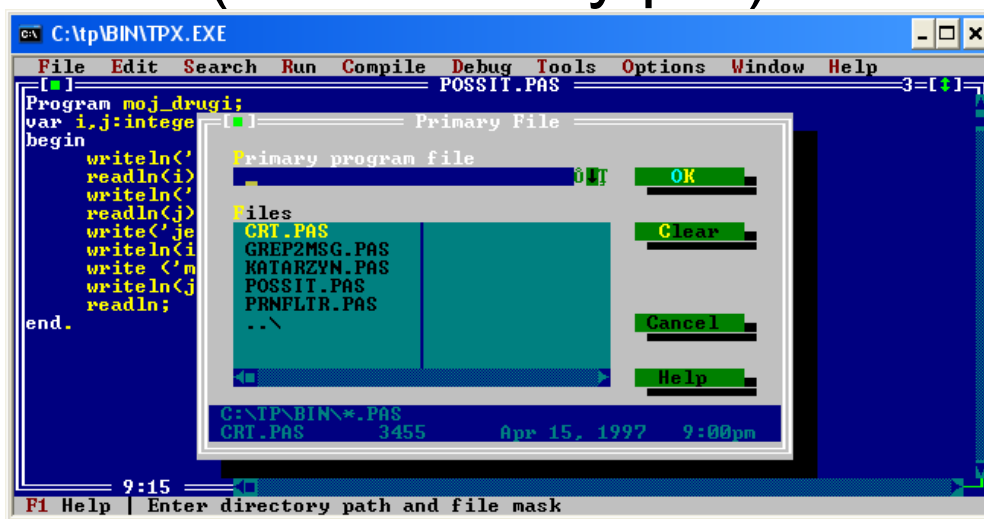 C:\tp\BIN\TPX.EXE
File Edit Search Run Compile Debug Tools Options Window Help
POSSIT.PAS 3=[↕]
Program moj_drugi;
var i,j:intege
begin
writeln('
readln(i)
writeln('
readln(j)
write('je
writeln(i
write ('m
writeln(j
readln;
end.
Primary File
Primary program file
OK
Files
CRT.PAS
Clear
GREP2MSG.PAS
KATARZYN.PAS
POSSIT.PAS
PRNFLTR.PAS
..\
Cancel
Help
C:\TP\BIN\*.PAS
CRT.PAS 3455 Apr 15, 1997 9:00pm
9:15
F1 Help | Enter directory path and file mask